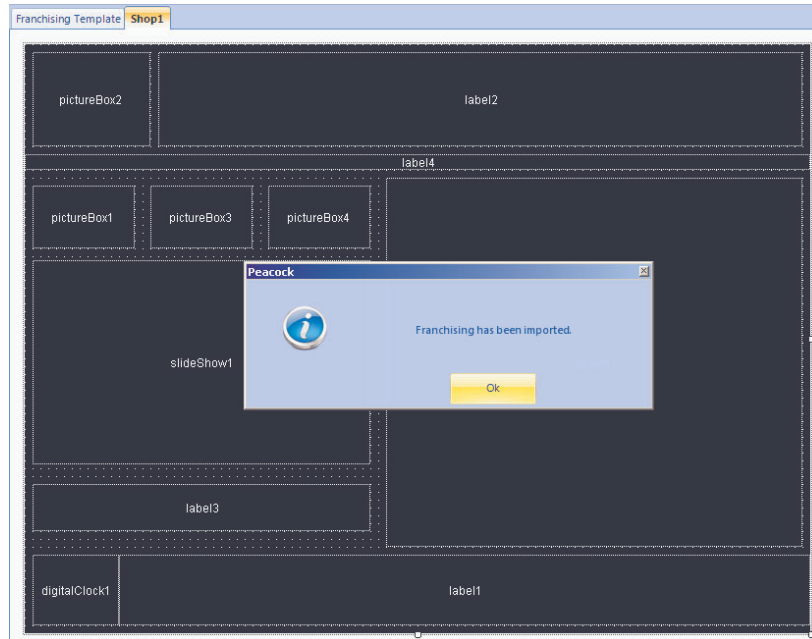 Franchising Template Shop1
pictureBox2 label2
label4
pictureBox1 pictureBox3 pictureBox4
Peacock
Franchising has been imported.
slideShow1
Ok
label3
digitalClock1 label1